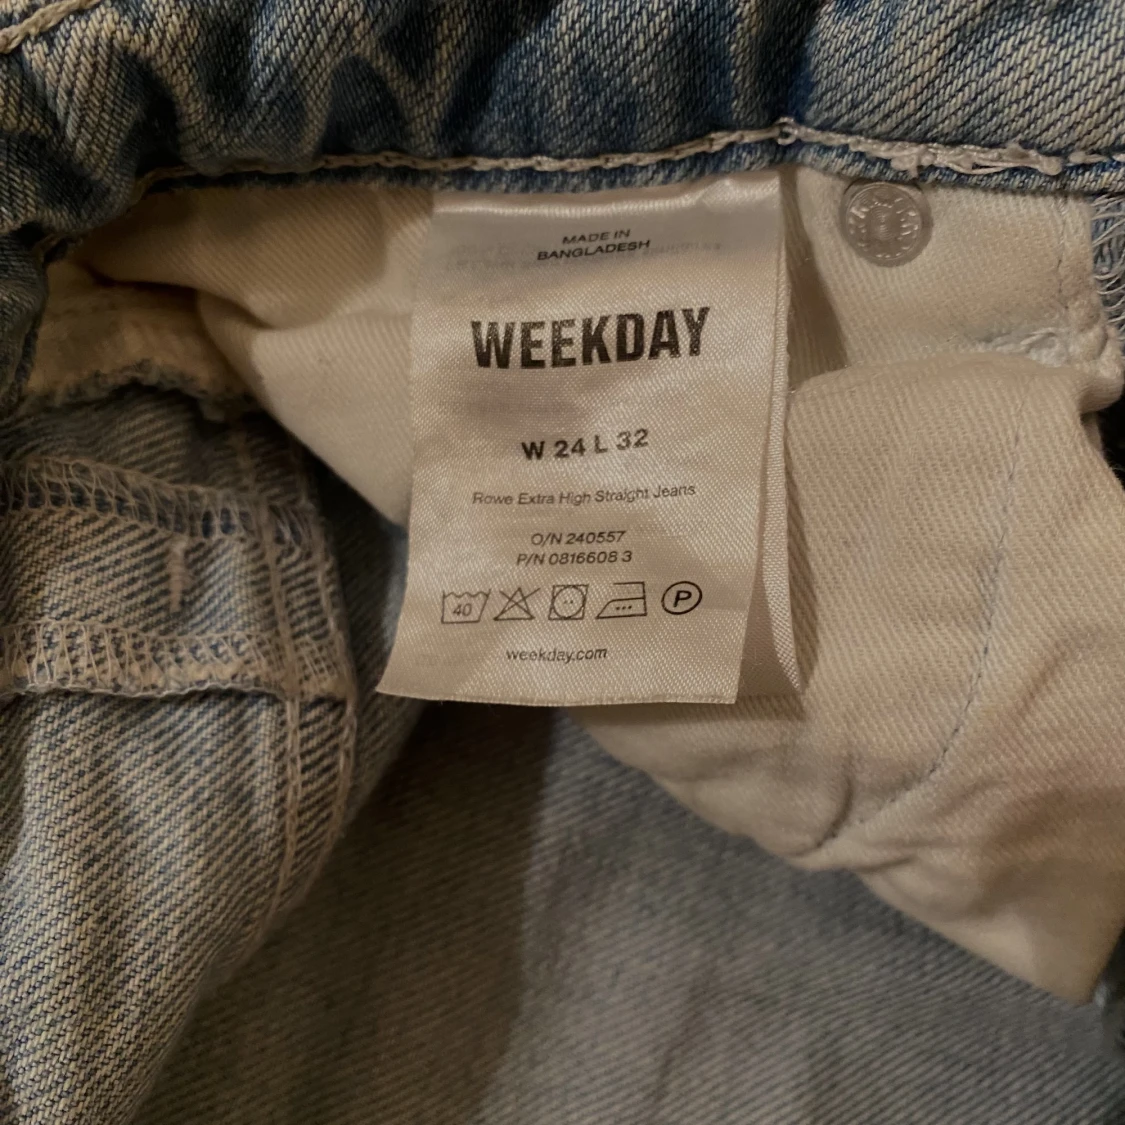 MADE IN
BANGLADESH
WEEKDAY
W 24 L 32
Rowe Extra High Straight Jeans
O/N 240557
P/N 0816608 3
40 P
weekday.com